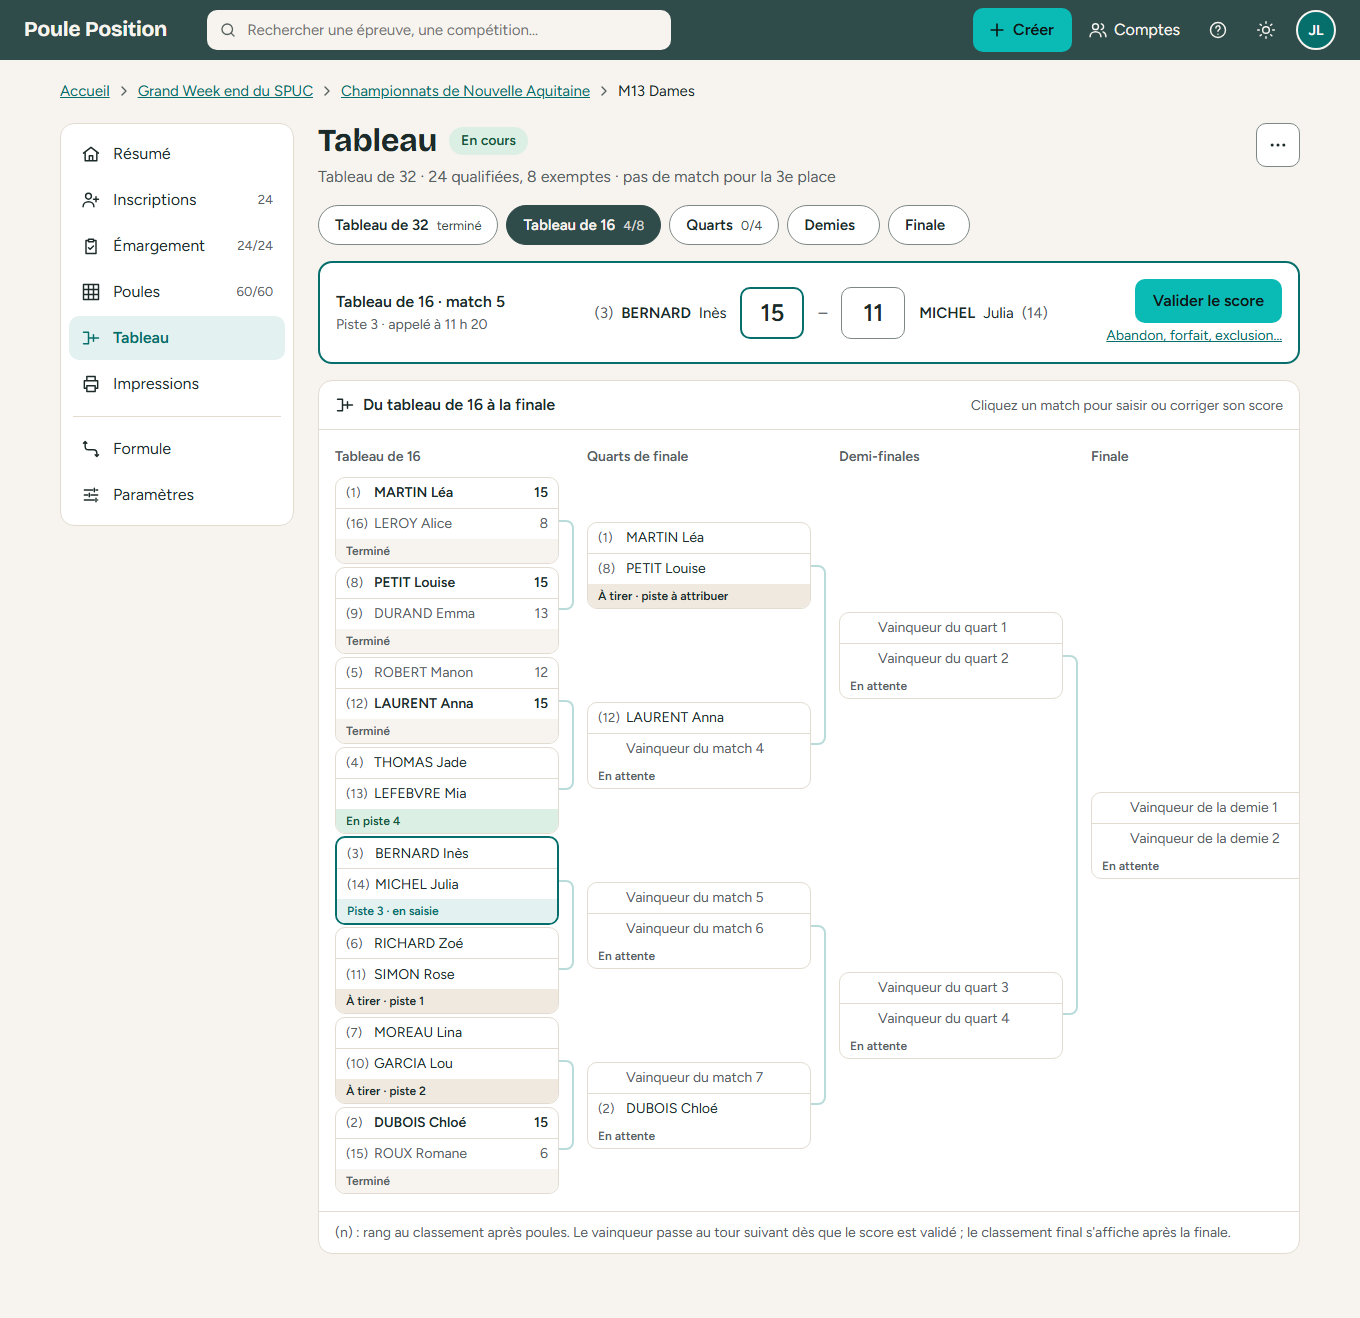 Poule Position
Rechercher une épreuve, une compétition...
Créer
Comptes
JL
Accueil > Grand Week end du SPUC > Championnats de Nouvelle Aquitaine > M13 Dames
Résumé
Inscriptions 24
Émargement 24/24
Poules 60/60
Tableau
Impressions
Formule
Paramètres
Tableau En cours
Tableau de 32 · 24 qualifiées, 8 exemptes · pas de match pour la 3e place
Tableau de 32 terminé
Tableau de 16 4/8
Quarts 0/4
Demies
Finale
Tableau de 16 · match 5
Piste 3 · appelé à 11 h 20
(3) BERNARD Inès 15 – 11 MICHEL Julia (14)
Valider le score
Abandon, forfait, exclusion...
Du tableau de 16 à la finale
Cliquez un match pour saisir ou corriger son score
Tableau de 16
(1) MARTIN Léa 15
(16) LEROY Alice 8
Terminé
(8) PETIT Louise 15
(9) DURAND Emma 13
Terminé
(5) ROBERT Manon 12
(12) LAURENT Anna 15
Terminé
(4) THOMAS Jade
(13) LEFEBVRE Mia
En piste 4
(3) BERNARD Inès
(14) MICHEL Julia
Piste 3 · en saisie
(6) RICHARD Zoé
(11) SIMON Rose
À tirer · piste 1
(7) MOREAU Lina
(10) GARCIA Lou
À tirer · piste 2
(2) DUBOIS Chloé 15
(15) ROUX Romane 6
Terminé
Quarts de finale
(1) MARTIN Léa
(8) PETIT Louise
À tirer · piste à attribuer
(12) LAURENT Anna
Vainqueur du match 4
En attente
Vainqueur du match 5
Vainqueur du match 6
En attente
Vainqueur du match 7
(2) DUBOIS Chloé
En attente
Demi-finales
Vainqueur du quart 1
Vainqueur du quart 2
En attente
Vainqueur du quart 3
Vainqueur du quart 4
En attente
Finale
Vainqueur de la demie 1
Vainqueur de la demie 2
En attente
(n) : rang au classement après poules. Le vainqueur passe au tour suivant dès que le score est validé ; le classement final s'affiche après la finale.